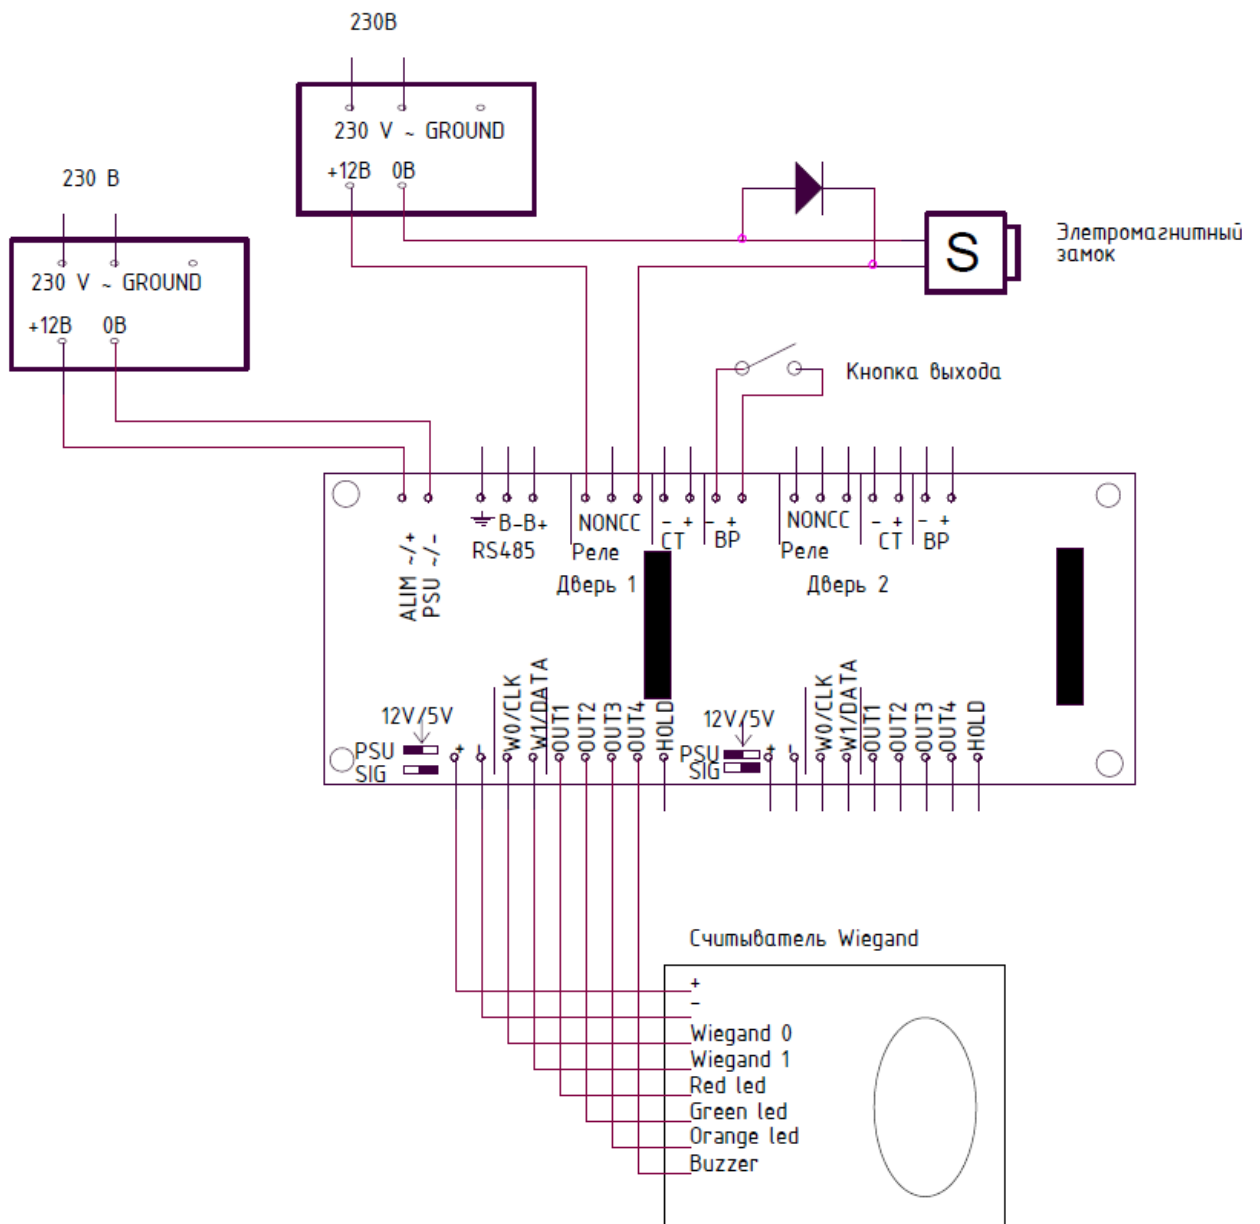 230В
230 V ~ GROUND
+12В 0В
230 В
230 V ~ GROUND
+12В 0В
S
Элетромагнитный
замок
Кнопка выхода
ALIM ~/+
PSU ~/-
B-B+
RS485
NONCC
Реле
- +
CT
- +
BP
Дверь 1
NONCC
Реле
- +
CT
- +
BP
Дверь 2
12V/5V
PSU
SIG
+
-
W0/CLK
W1/DATA
OUT1
OUT2
OUT3
OUT4
HOLD
12V/5V
PSU
SIG
+
-
W0/CLK
W1/DATA
OUT1
OUT2
OUT3
OUT4
HOLD
Считыватель Wiegand
+
-
Wiegand 0
Wiegand 1
Red led
Green led
Orange led
Buzzer